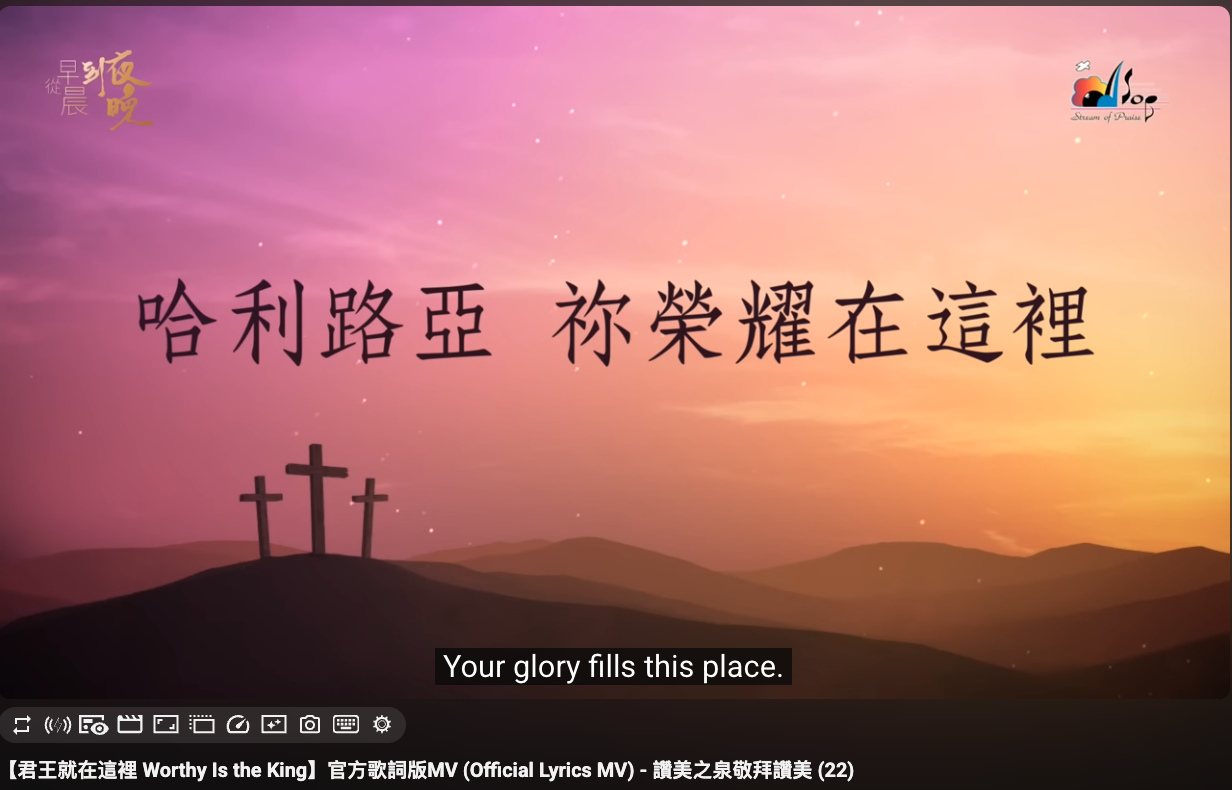 從早晨到夜晚
SOP
Stream of Praise
哈利路亞 祢榮耀在這裡
Your glory fills this place.
【君王就在這裡 Worthy Is the King】官方歌詞版MV (Official Lyrics MV) - 讚美之泉敬拜讚美 (22)